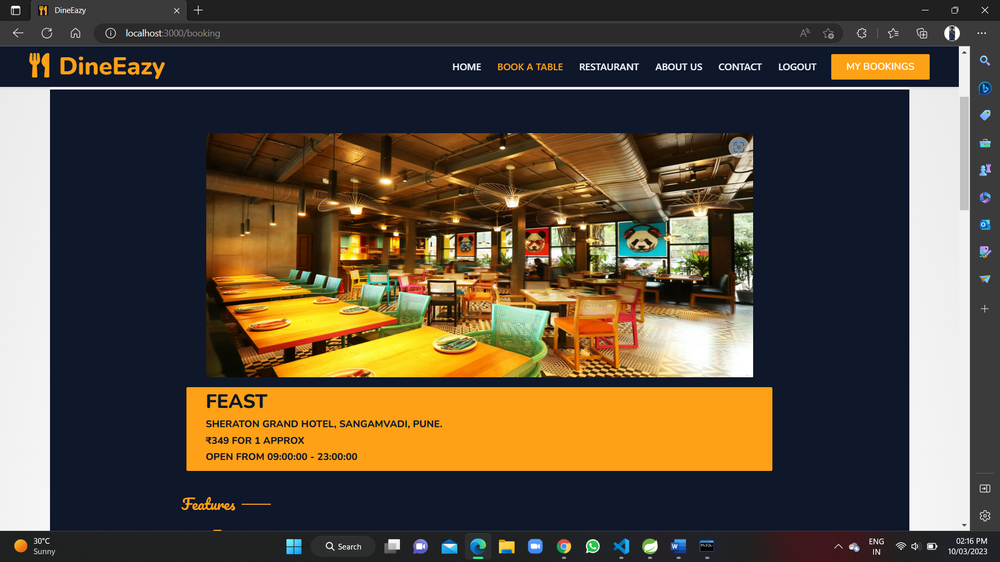 DineEazy
localhost:3000/booking
DineEazy
HOME BOOK A TABLE RESTAURANT ABOUT US CONTACT LOGOUT MY BOOKINGS
FEAST
SHERATON GRAND HOTEL, SANGAMVADI, PUNE.
₹349 FOR 1 APPROX
OPEN FROM 09:00:00 - 23:00:00
Features
30°C
Sunny
Search
ENG
IN
02:16 PM
10/03/2023